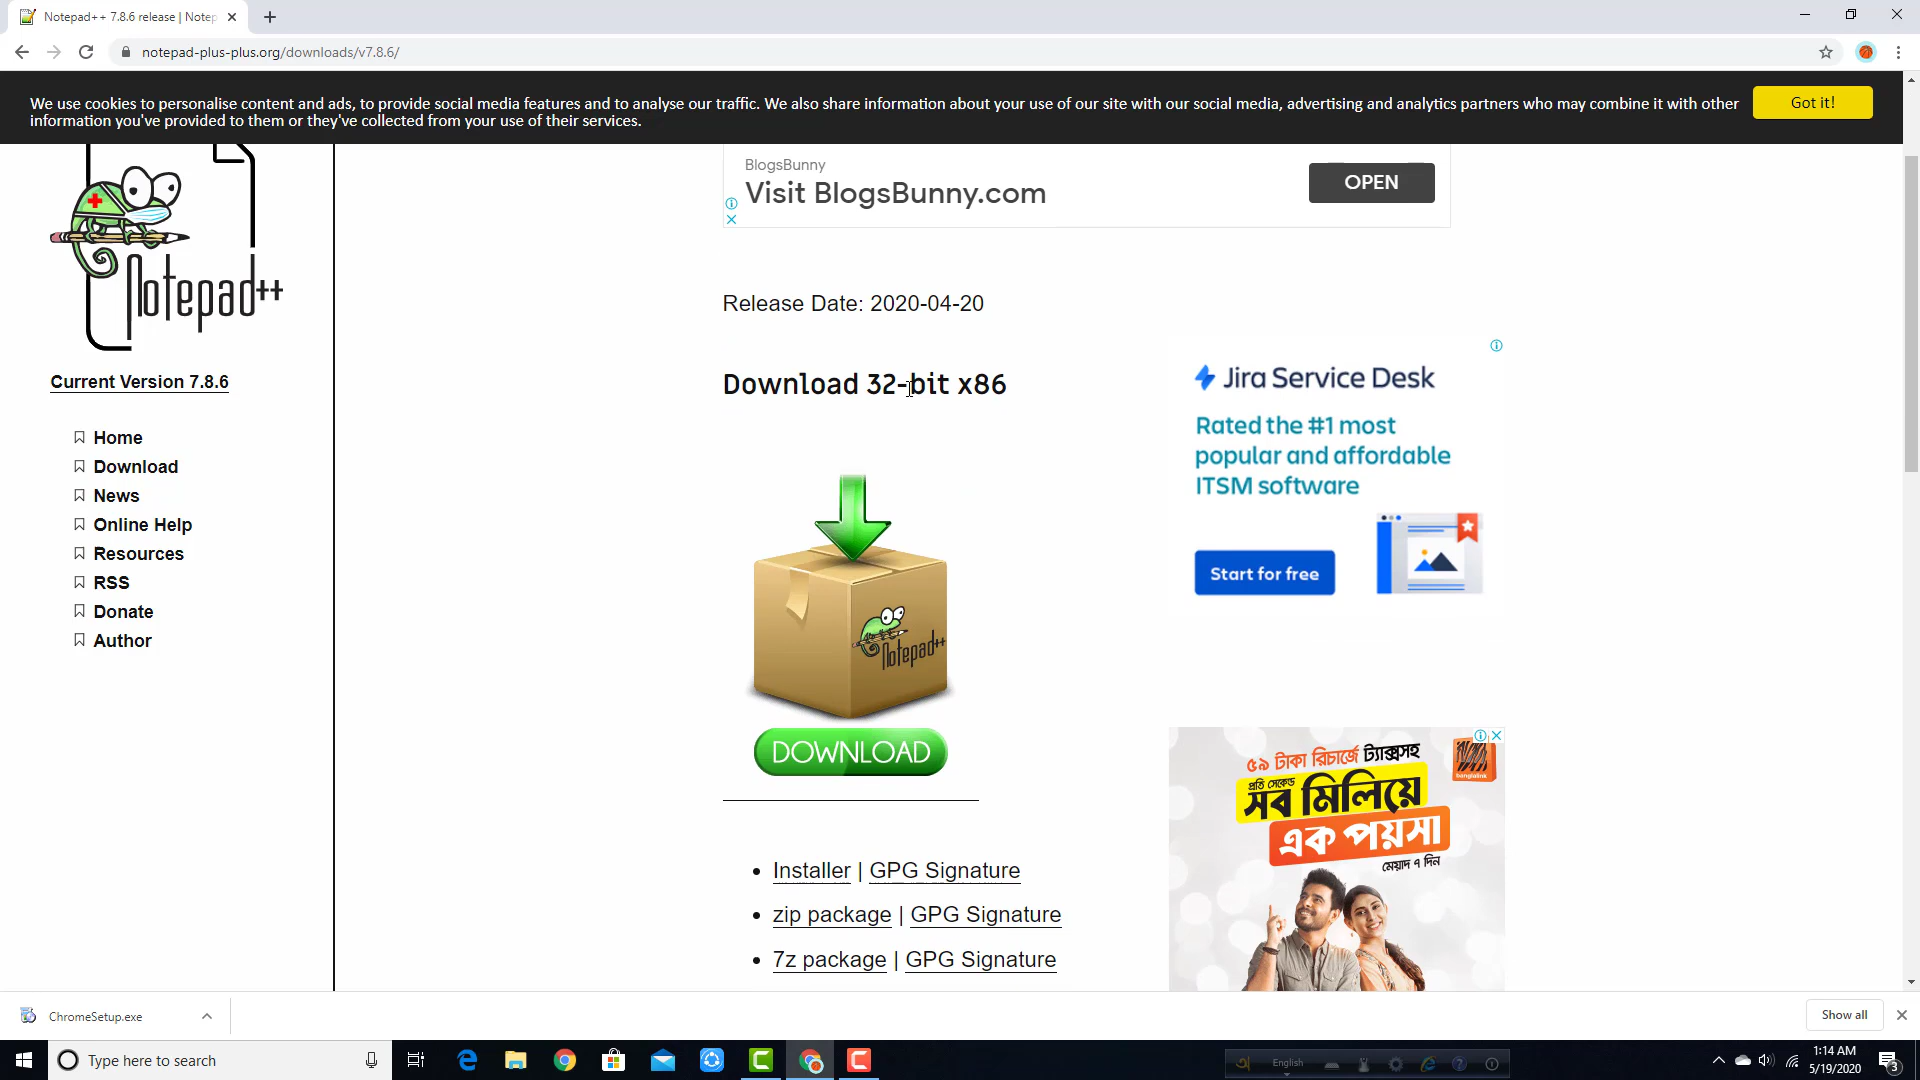 Notepad++ 7.8.6 release | Notep
notepad-plus-plus.org/downloads/v7.8.6/
We use cookies to personalise content and ads, to provide social media features and to analyse our traffic. We also share information about your use of our site with our social media, advertising and analytics partners who may combine it with other
information you've provided to them or they've collected from your use of their services.
Got it!
BlogsBunny
Visit BlogsBunny.com
OPEN
Notepad++
Current Version 7.8.6
Home
Download
News
Online Help
Resources
RSS
Donate
Author
Release Date: 2020-04-20
Download 32-bit x86
Notepad++
DOWNLOAD
Installer | GPG Signature
zip package | GPG Signature
7z package | GPG Signature
Jira Service Desk
Rated the #1 most
popular and affordable
ITSM software
Start for free
৫৯ টাকা রিচার্জে ট্যাক্সসহ
প্রতি সেকেন্ড
সব মিলিয়ে
এক পয়সা
মেয়াদ ৭ দিন
banglalink
ChromeSetup.exe
Show all
Type here to search
English
1:14 AM
5/19/2020
3